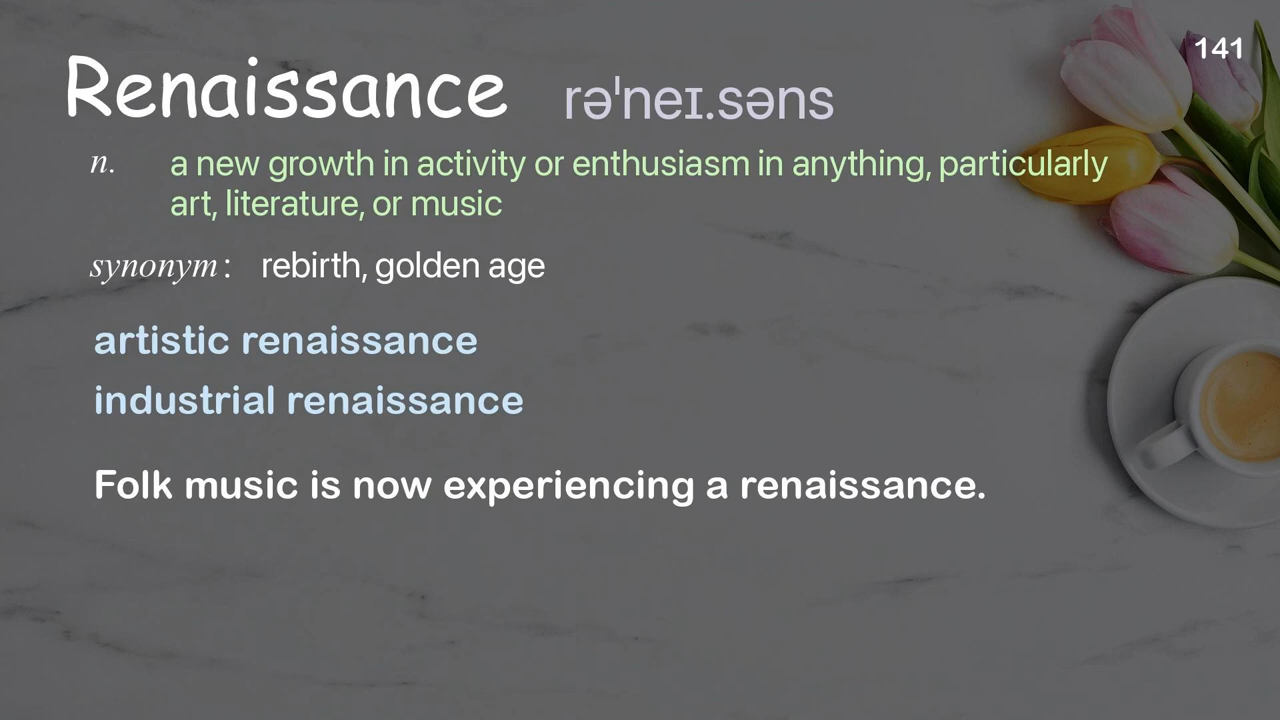 141
Renaissance rəˈneɪ.səns
n. a new growth in activity or enthusiasm in anything, particularly
art, literature, or music
synonym: rebirth, golden age
artistic renaissance
industrial renaissance
Folk music is now experiencing a renaissance.